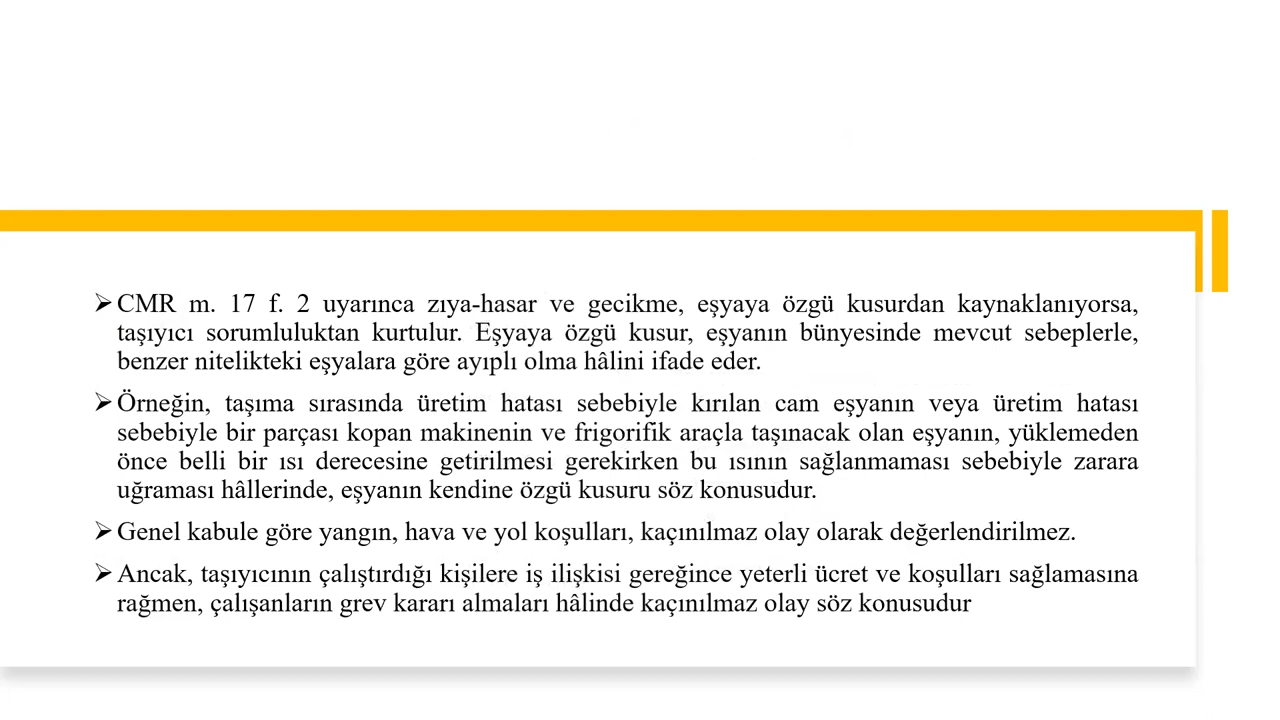 ➢CMR m. 17 f. 2 uyarınca zıya-hasar ve gecikme, eşyaya özgü kusurdan kaynaklanıyorsa,
taşıyıcı sorumluluktan kurtulur. Eşyaya özgü kusur, eşyanın bünyesinde mevcut sebeplerle,
benzer nitelikteki eşyalara göre ayıplı olma hâlini ifade eder.
➢Örneğin, taşıma sırasında üretim hatası sebebiyle kırılan cam eşyanın veya üretim hatası
sebebiyle bir parçası kopan makinenin ve frigorifik araçla taşınacak olan eşyanın, yüklemeden
önce belli bir ısı derecesine getirilmesi gerekirken bu ısının sağlanmaması sebebiyle zarara
uğraması hâllerinde, eşyanın kendine özgü kusuru söz konusudur.
➢Genel kabule göre yangın, hava ve yol koşulları, kaçınılmaz olay olarak değerlendirilmez.
➢Ancak, taşıyıcının çalıştırdığı kişilere iş ilişkisi gereğince yeterli ücret ve koşulları sağlamasına
rağmen, çalışanların grev kararı almaları hâlinde kaçınılmaz olay söz konusudur